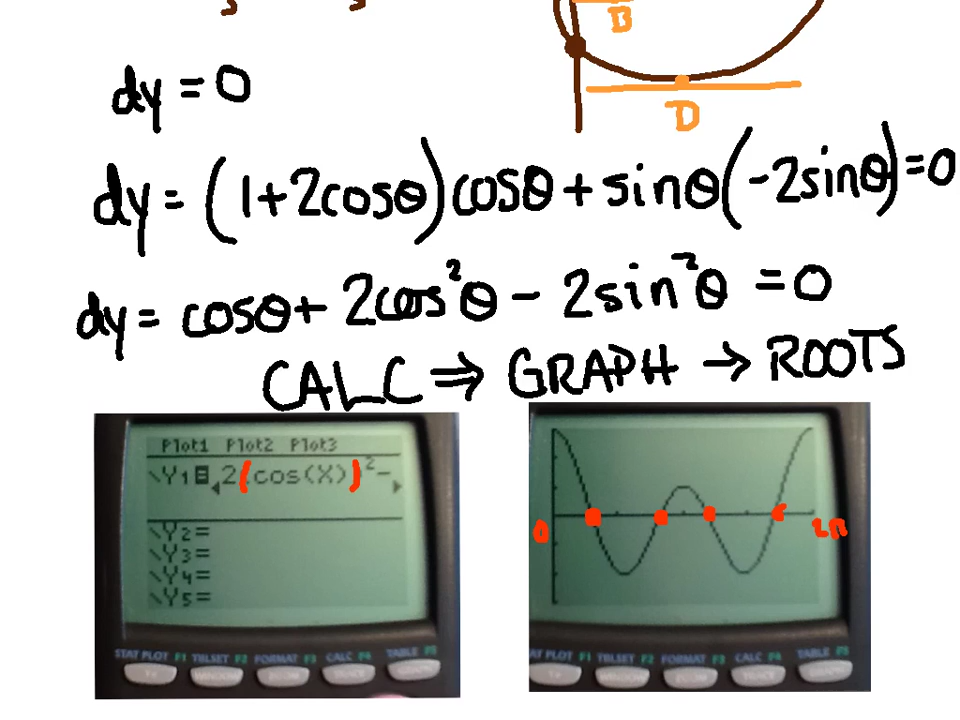 B
dy = 0
D
dy = (1+2cosθ)cosθ + sinθ(-2sinθ)=0
dy = cosθ + 2cos²θ - 2sin²θ = 0
CALC ⇒ GRAPH → ROOTS
Plot1 Plot2 Plot3
\Y1=2(cos(X))²-
\Y2=
\Y3=
\Y4=
\Y5=
0
2π
STAT PLOT F1 TBLSET F2 FORMAT F3 CALC F4 TABLE F5
AT PLOT F1 TBLSET F2 FORMAT F3 CALC F4 TABLE F5